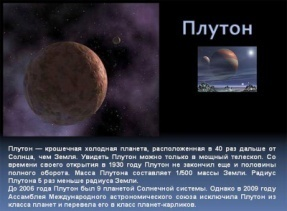 Плутон
Плутон — крошечная холодная планета, расположенная в 40 раз дальше от
Солнца, чем Земля. Увидеть Плутон можно только в мощный телескоп. Со
времени своего открытия в 1930 году Плутон не закончил еще и половины
полного оборота. Масса Плутона составляет 1/500 массы Земли. Радиус
Плутона 5 раз меньше радиуса Земли.
До 2006 года Плутон был 9 планетой Солнечной системы. Однако в 2009 году
Ассамблея Международного астрономического союза исключила Плутон из
класса планет и перевела его в класс планет-карликов.